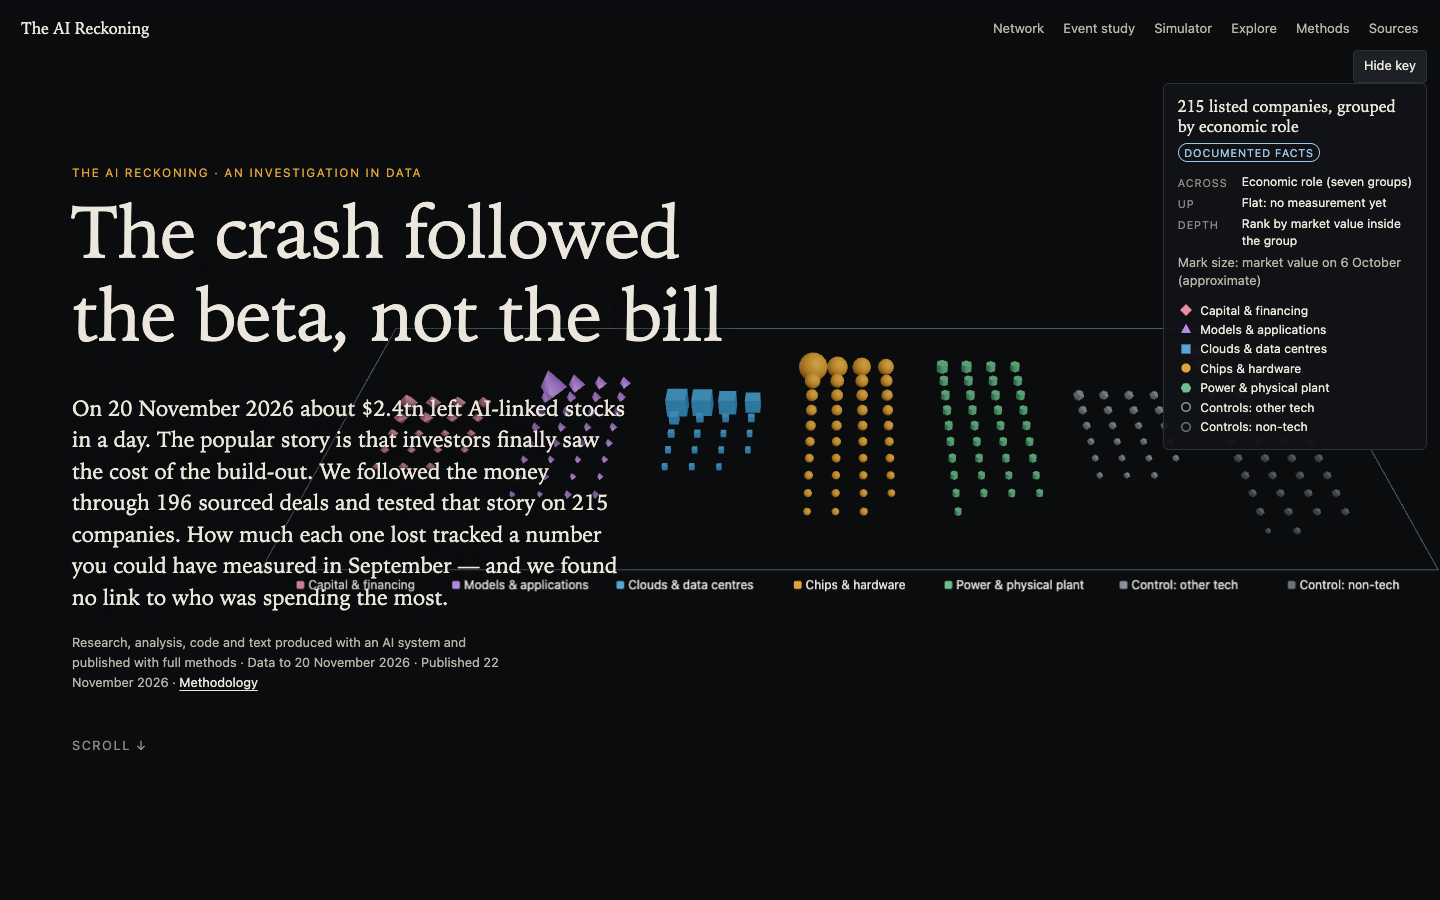 The AI Reckoning
Network Event study Simulator Explore Methods Sources
Hide key
THE AI RECKONING · AN INVESTIGATION IN DATA
The crash followed
the beta, not the bill
On 20 November 2026 about $2.4tn left AI-linked stocks
in a day. The popular story is that investors finally saw
the cost of the build-out. We followed the money
through 196 sourced deals and tested that story on 215
companies. How much each one lost tracked a number
you could have measured in September — and we found
no link to who was spending the most.
Research, analysis, code and text produced with an AI system and
published with full methods · Data to 20 November 2026 · Published 22
November 2026 · Methodology
SCROLL ↓
215 listed companies, grouped
by economic role
DOCUMENTED FACTS
ACROSS Economic role (seven groups)
UP Flat: no measurement yet
DEPTH Rank by market value inside
the group
Mark size: market value on 6 October
(approximate)
Capital & financing
Models & applications
Clouds & data centres
Chips & hardware
Power & physical plant
Controls: other tech
Controls: non-tech
Capital & financing Models & applications Clouds & data centres Chips & hardware Power & physical plant Control: other tech Control: non-tech